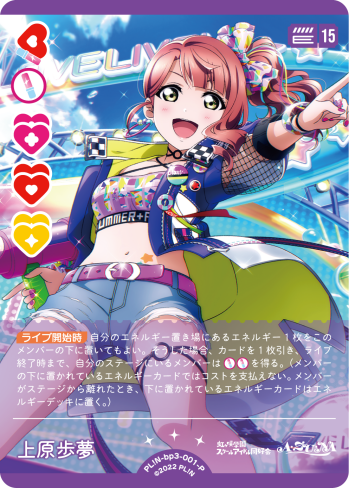 15
LIVE
UMMER+F
ライブ開始時 自分のエネルギー置き場にあるエネルギー1枚をこの
メンバーの下に置いてもよい。そうした場合、カードを1枚引き、ライブ
終了時まで、自分のステージにいるメンバーは を得る。(メンバー
の下に置かれているエネルギーカードではコストを支払えない。メンバー
がステージから離れたとき、下に置かれているエネルギーカードはエネ
ルギーデッキに置く。)
上原歩夢
PL!N-bp3-001-P
©2022 PL!N
虹ヶ咲学園
スクールアイドル同好会